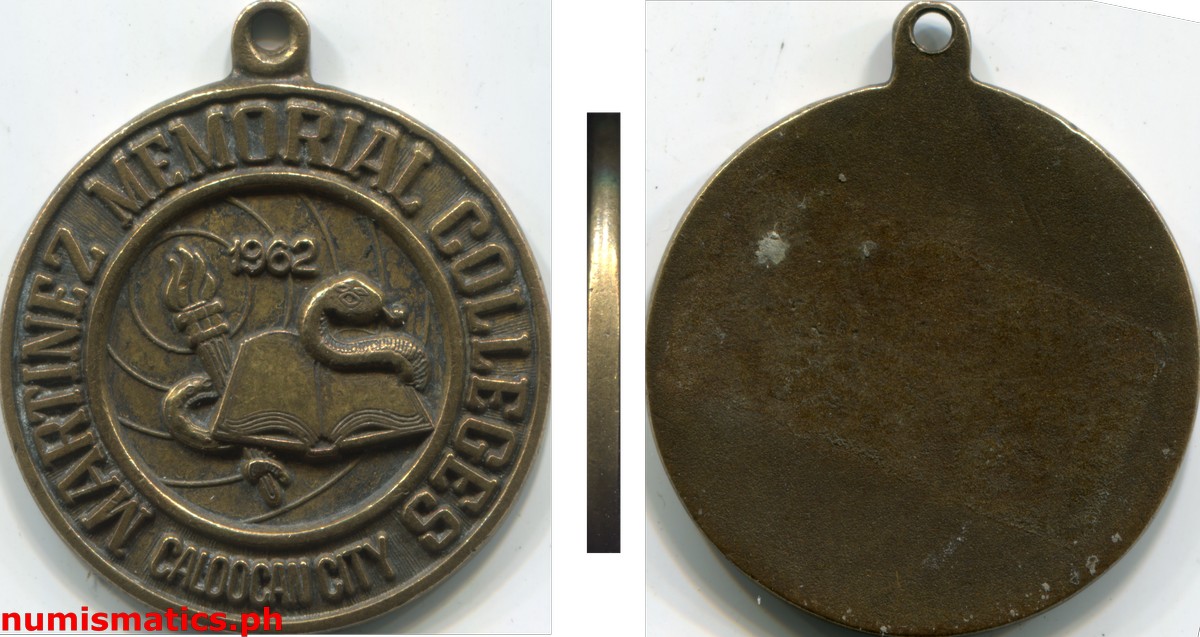 MARTINEZ MEMORIAL COLLEGES
1962
CALOOCAN CITY
numismatics.ph